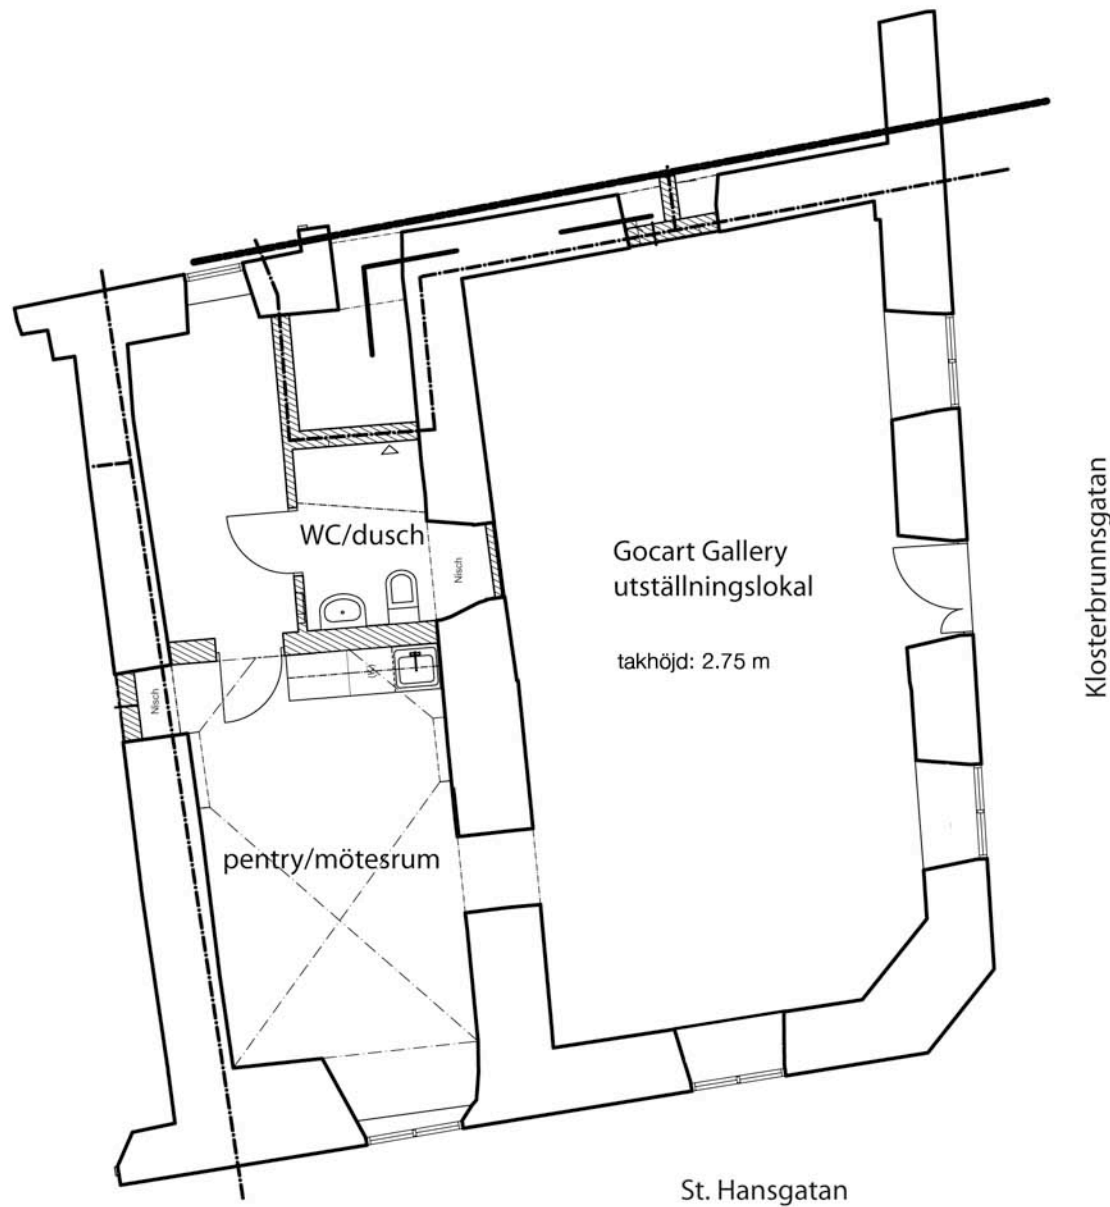 WC/dusch
Nisch
Gocart Gallery
utställningslokal
takhöjd: 2.75 m
Klosterbrunnsgatan
Nisch
pentry/mötesrum
St. Hansgatan